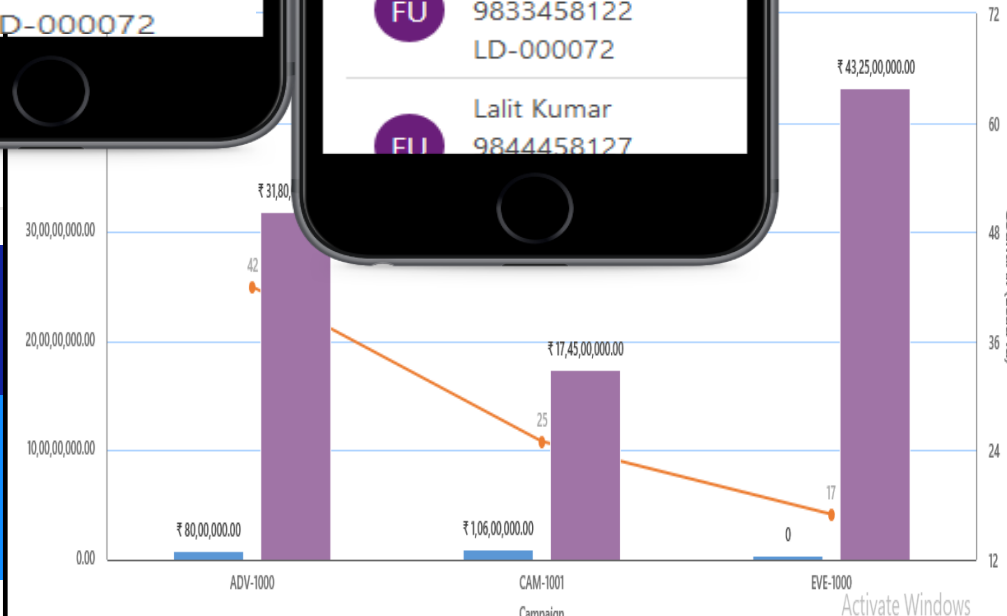 D-000072
FU
9833458122
LD-000072
Lalit Kumar
FU
9844458127
72
60
48
36
24
12
30,00,00,000.00
20,00,00,000.00
10,00,00,000.00
0.00
₹ 31,80,
₹ 43,25,00,000.00
42
₹ 17,45,00,000.00
25
17
₹ 80,00,000.00
₹ 1,06,00,000.00
0
ADV-1000
CAM-1001
EVE-1000
Campaign
Activate Windows